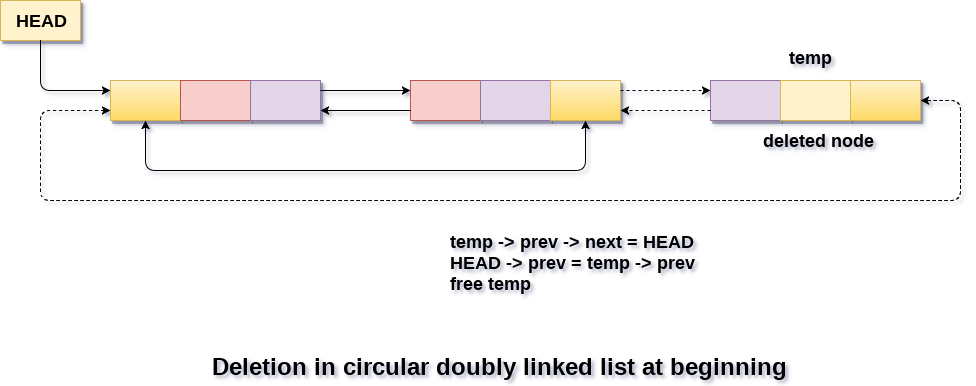 HEAD
temp
deleted node
temp -> prev -> next = HEAD
HEAD -> prev = temp -> prev
free temp
Deletion in circular doubly linked list at beginning